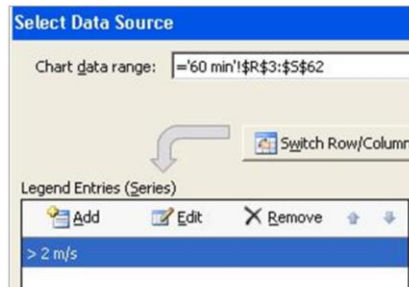 Select Data Source
Chart data range: ='60 min'!$R$3:$S$62
Switch Row/Column
Legend Entries (Series)
Add Edit Remove
> 2 m/s